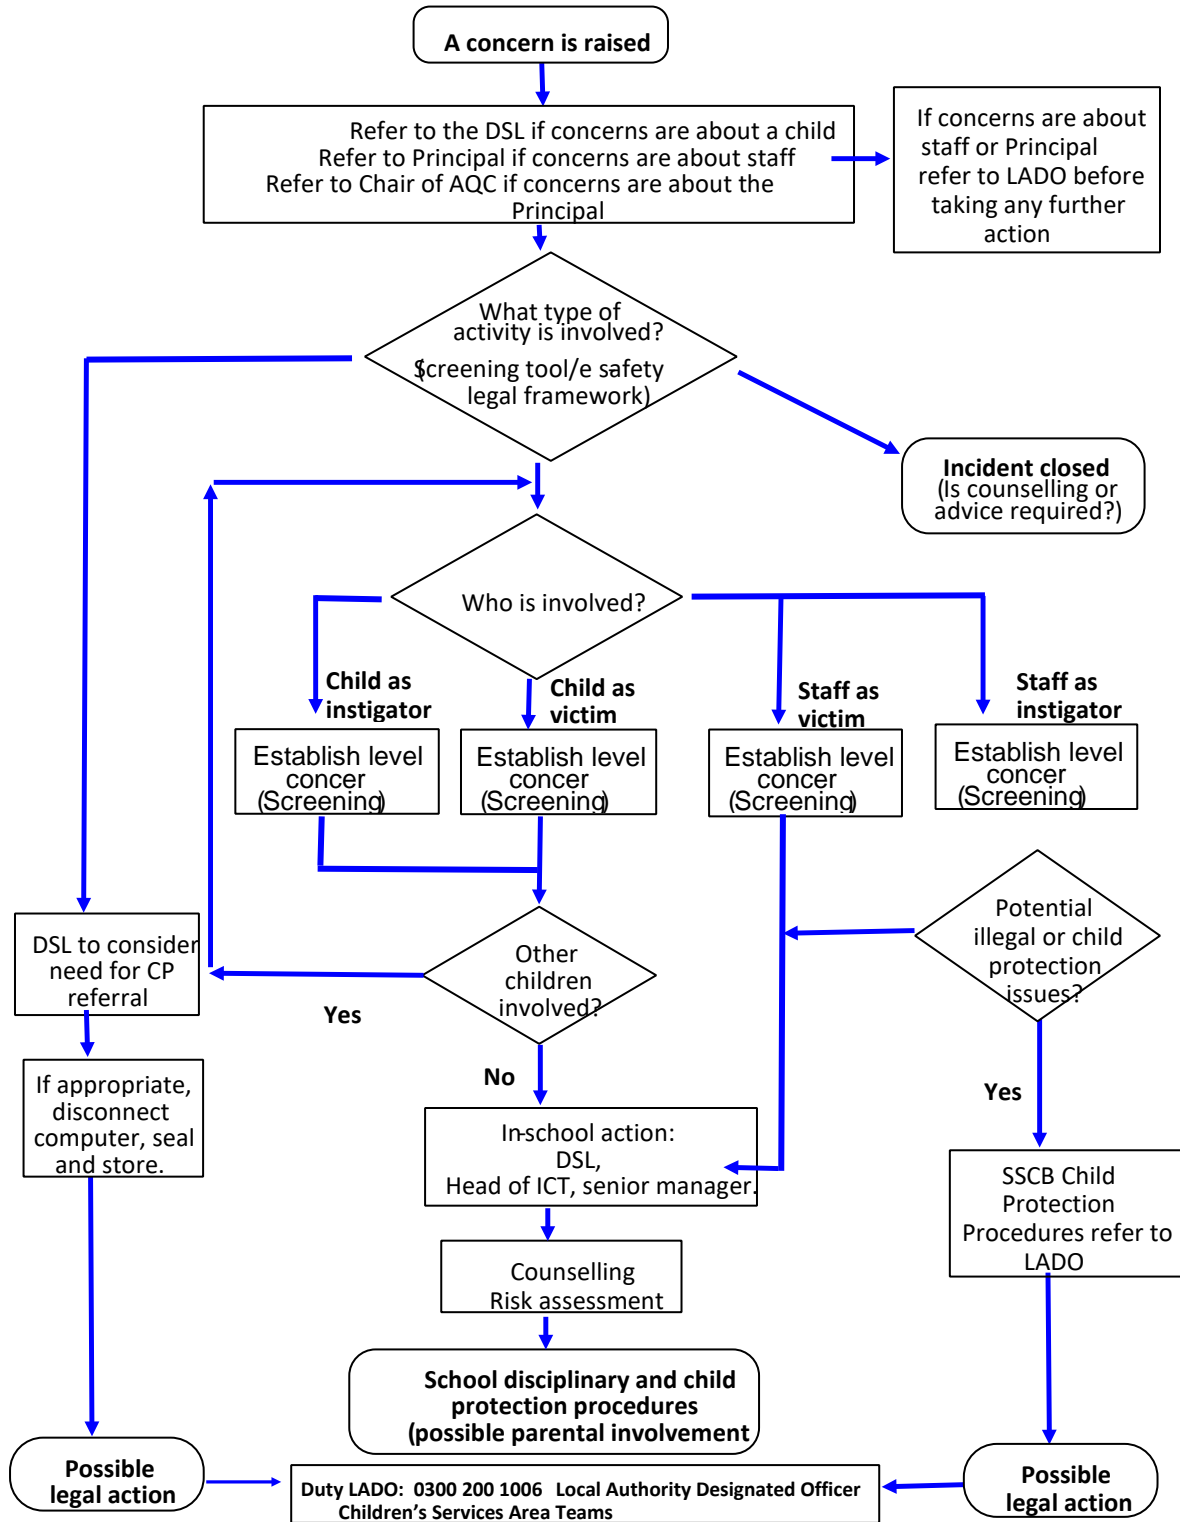 A concern is raised
Refer to the DSL if concerns are about a child
Refer to Principal if concerns are about staff
Refer to Chair of AQC if concerns are about the
Principal
If concerns are about
staff or Principal
refer to LADO before
taking any further
action
What type of
activity is involved?
(Screening tool/e-safety
legal framework)
Incident closed
(Is counselling or
advice required?)
Who is involved?
Child as
instigator
Child as
victim
Staff as
victim
Staff as
instigator
Establish level
concer
(Screening)
Establish level
concer
(Screening)
Establish level
concer
(Screening)
Establish level
concer
(Screening)
DSL to consider
need for CP
referral
Other
children
involved?
Potential
illegal or child
protection
issues?
Yes
No
Yes
If appropriate,
disconnect
computer, seal
and store.
In-school action:
DSL,
Head of ICT, senior manager.
SSCB Child
Protection
Procedures refer to
LADO
Counselling
Risk assessment
School disciplinary and child
protection procedures
(possible parental involvement
Possible
legal action
Duty LADO: 0300 200 1006 Local Authority Designated Officer
Children's Services Area Teams
Possible
legal action